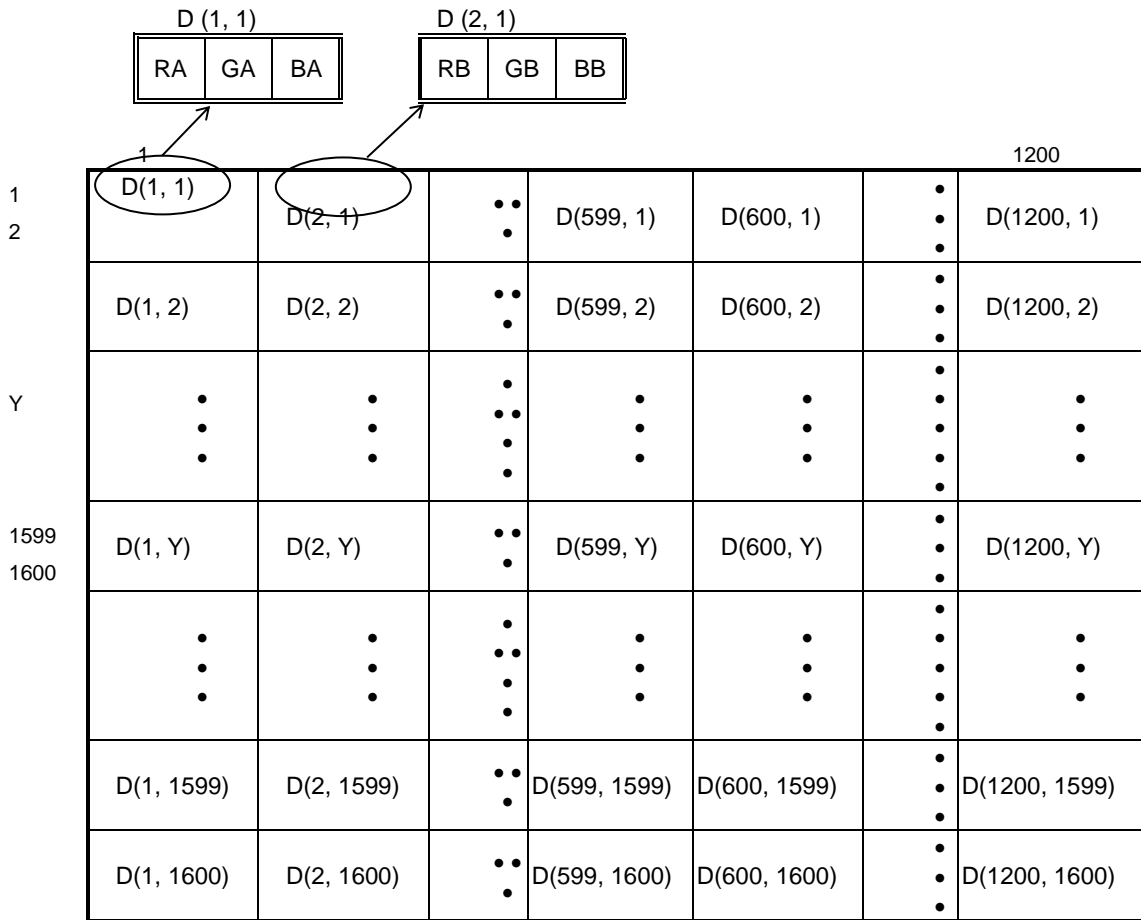 D (1, 1) D (2, 1)
RA GA BA RB GB BB
1 1200
1 D(1, 1)
2 D(2, 1) D(599, 1) D(600, 1) D(1200, 1)
D(1, 2) D(2, 2) D(599, 2) D(600, 2) D(1200, 2)
Y
1599 D(1, Y) D(2, Y) D(599, Y) D(600, Y) D(1200, Y)
1600
D(1, 1599) D(2, 1599) D(599, 1599) D(600, 1599) D(1200, 1599)
D(1, 1600) D(2, 1600) D(599, 1600) D(600, 1600) D(1200, 1600)